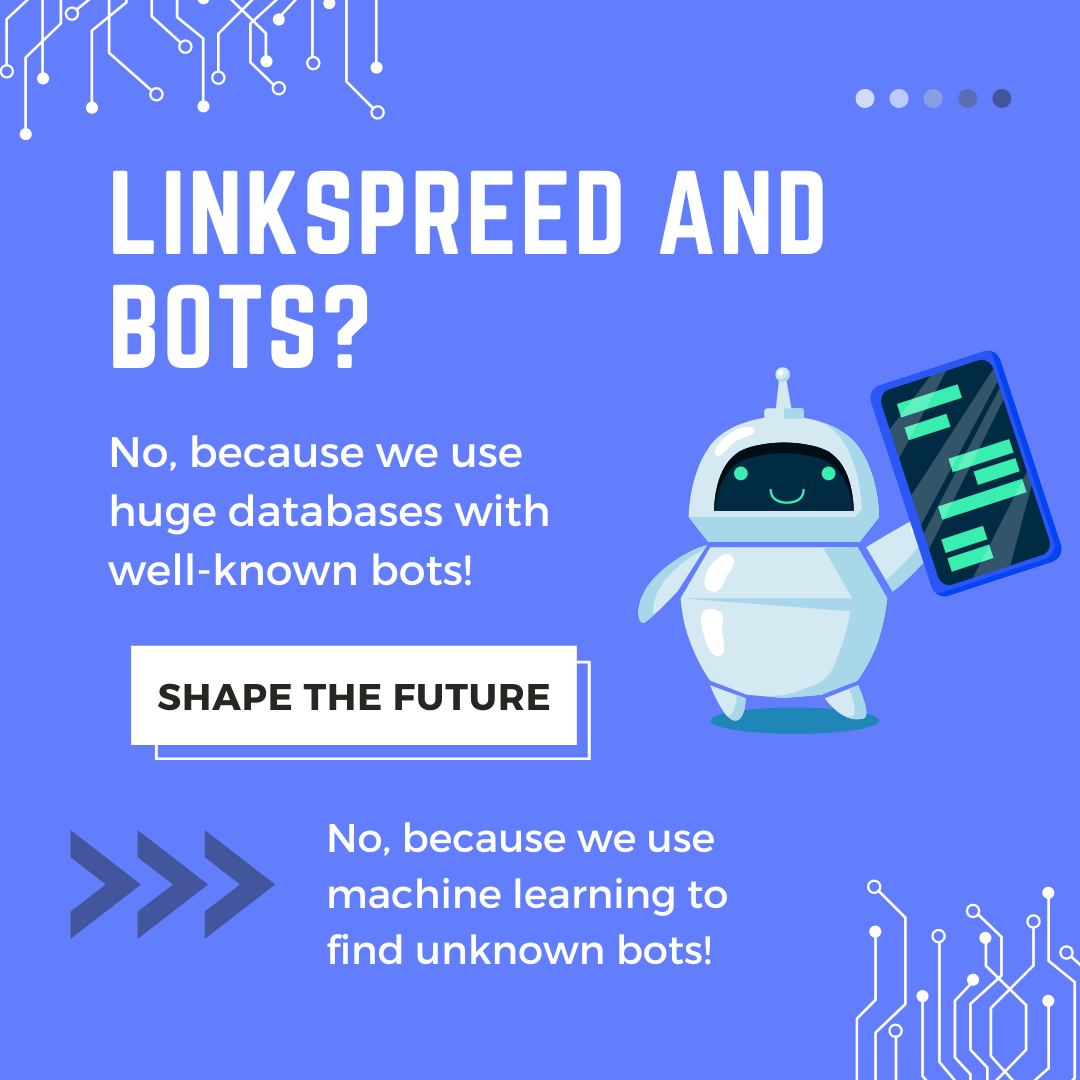 LINKSPREED AND
BOTS?
No, because we use
huge databases with
well-known bots!
SHAPE THE FUTURE
No, because we use
machine learning to
find unknown bots!